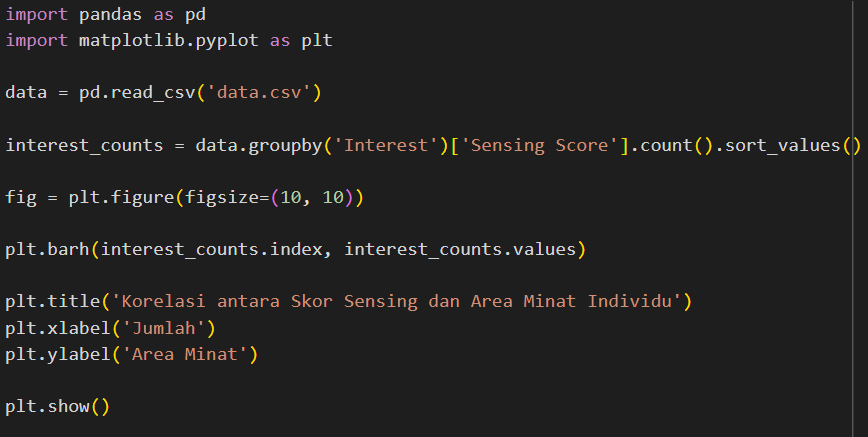 import pandas as pd
import matplotlib.pyplot as plt
data = pd.read_csv('data.csv')
interest_counts = data.groupby('Interest')['Sensing Score'].count().sort_values()
fig = plt.figure(figsize=(10, 10))
plt.barh(interest_counts.index, interest_counts.values)
plt.title('Korelasi antara Skor Sensing dan Area Minat Individu')
plt.xlabel('Jumlah')
plt.ylabel('Area Minat')
plt.show()